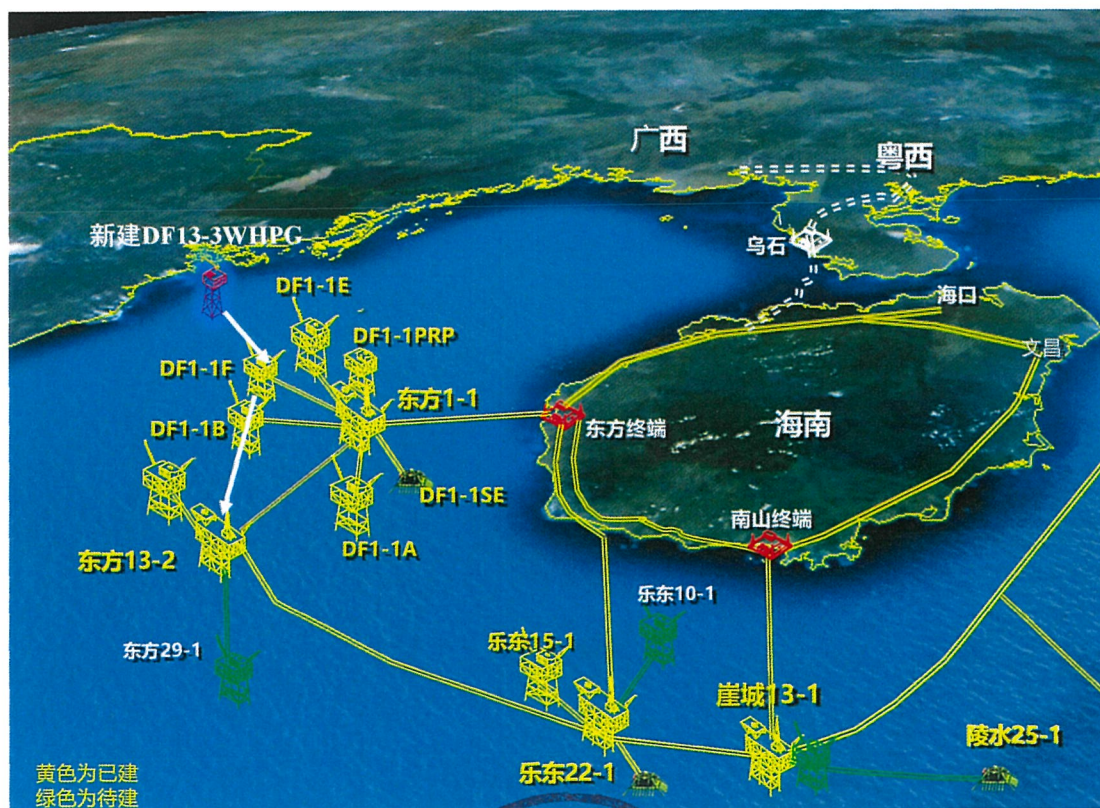 广西
粤西
新建DF13-3WHPG
乌石
DF1-1E
海口
DF1-1PRP
文昌
DF1-1F
东方1-1
东方终端
海南
DF1-1B
DF1-1SE
南山终端
DF1-1A
东方13-2
乐东10-1
乐东15-1
东方29-1
崖城13-1
陵水25-1
乐东22-1
黄色为已建
绿色为待建